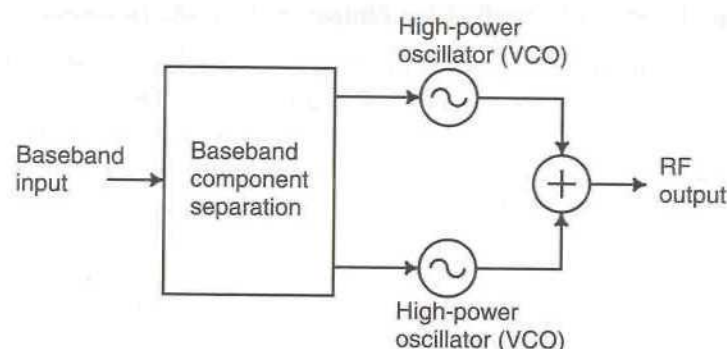 High-power
oscillator (VCO)
Baseband
input
Baseband
component
separation
RF
output
High-power
oscillator (VCO)